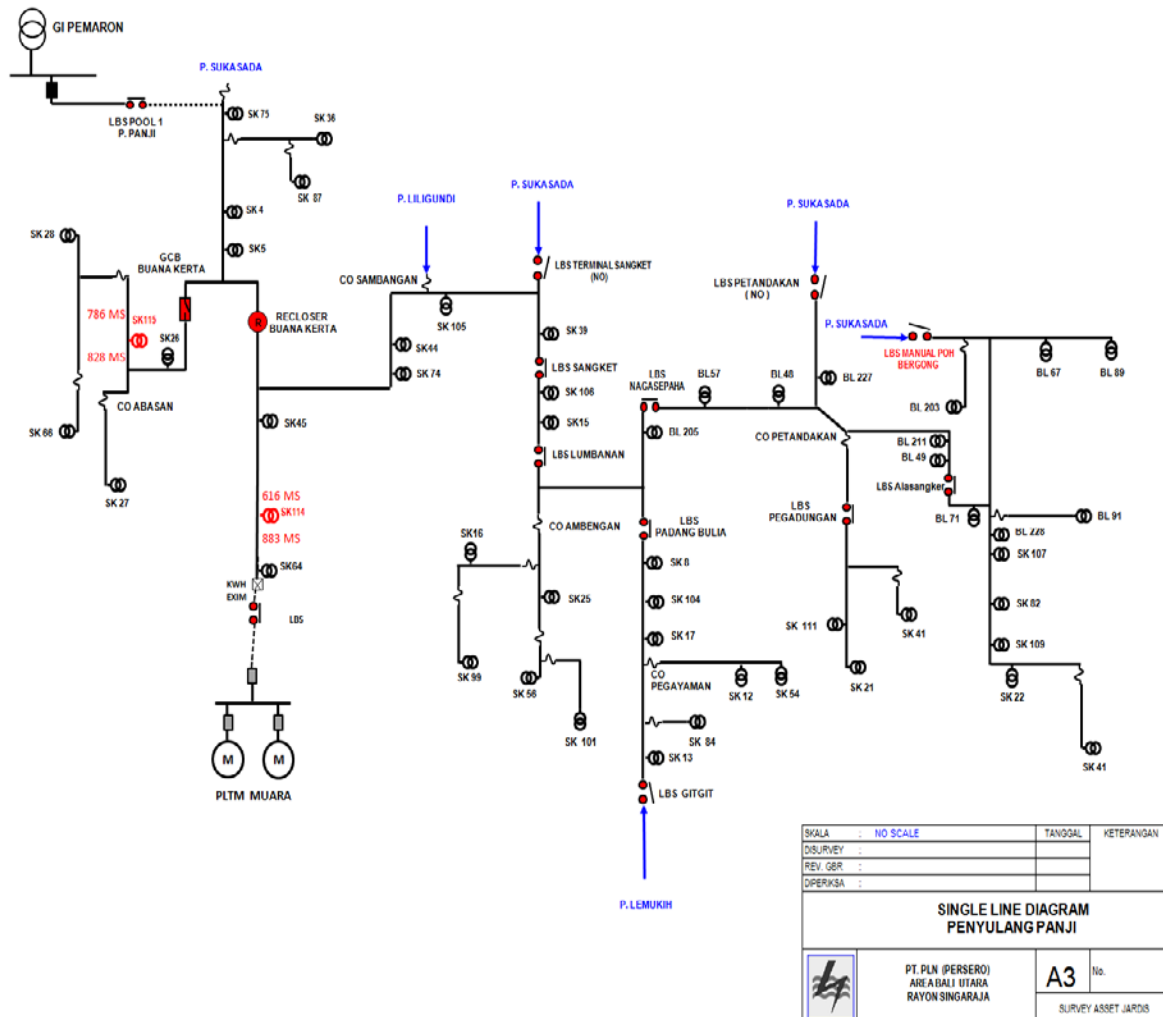 GI PEMARON
P. SUKASADA
LBS POOL 1
P. PANJI
SK 75
SK 36
SK 87
SK 4
SK5
SK 28
GCB
BUANA KERTA
786 MS
SK115
828 MS
SK26
RECLOSER
BUANA KERTA
R
CO ABASAN
SK 66
SK 27
SK45
616 MS
SK114
883 MS
SK64
KWH
EXIM
LBS
M
M
PLTM MUARA
P. LILIGUNDI
CO SAMBANGAN
SK 105
SK44
SK 74
P. SUKASADA
LBS TERMINAL SANGKET
(NO)
SK 39
LBS SANGKET
SK 106
SK15
LBS LUMBANAN
CO AMBENGAN
SK16
SK25
SK 99
SK 56
SK 101
LBS
NAGASEPAHA
BL57
BL48
BL 205
LBS
PADANG BULIA
SK 8
SK 104
SK 17
CO
PEGAYAMAN
SK 12
SK 54
SK 84
SK 13
LBS GITGIT
P. LEMUKIH
P. SUKASADA
LBS PETANDAKAN
( NO )
BL 227
CO PETANDAKAN
LBS
PEGADUNGAN
SK 111
SK 41
SK 21
P. SUKASADA
LBS MANUAL POH
BERGONG
BL 67
BL 89
BL 203
BL 211
BL 49
LBS Alasangker
BL 71
BL 91
BL 228
SK 107
SK 82
SK 109
SK 22
SK 41
SKALA : NO SCALE TANGGAL KETERANGAN
DISURVEY :
REV. GBR :
DIPERIKSA :
SINGLE LINE DIAGRAM
PENYULANG PANJI
PT. PLN (PERSERO)
AREA BALI UTARA
RAYON SINGARAJA
A3 No.
SURVEY ASSET JARDIS